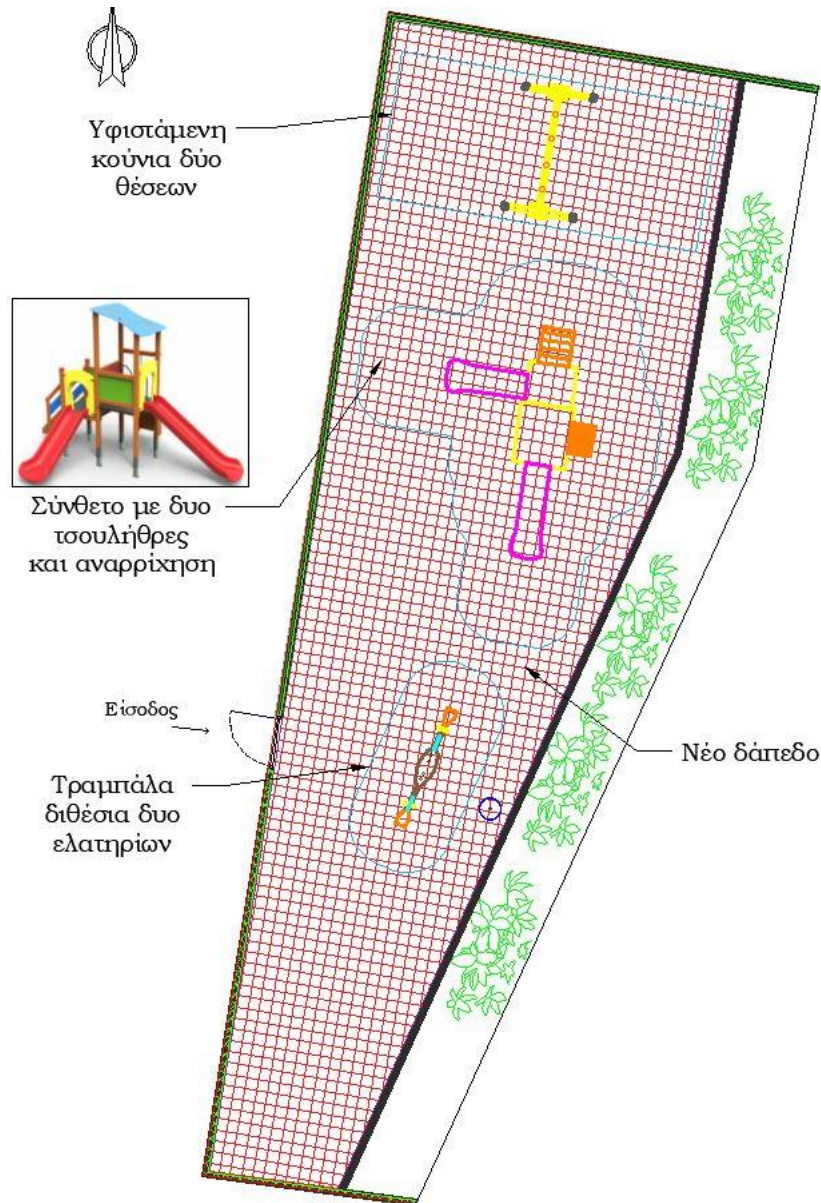 Υφιστάμενη
κούνια δύο
θέσεων
Σύνθετο με δυο
τσουλήθρες
και αναρρίχηση
Είσοδος
Τραμπάλα
διθέσια δυο
ελατηρίων
Νέο δάπεδο